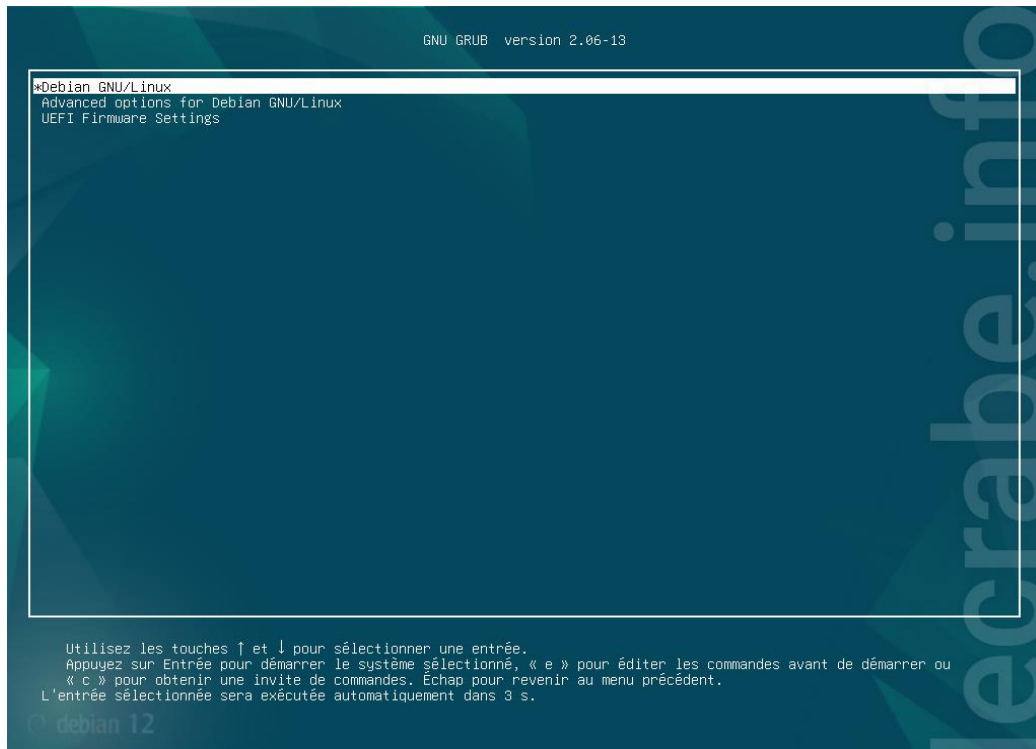 GNU GRUB version 2.06-13
*Debian GNU/Linux
Advanced options for Debian GNU/Linux
UEFI Firmware Settings
Utilisez les touches ↑ et ↓ pour sélectionner une entrée.
Appuyez sur Entrée pour démarrer le système sélectionné, « e » pour éditer les commandes avant de démarrer ou
« c » pour obtenir une invite de commandes. Échap pour revenir au menu précédent.
L'entrée sélectionnée sera exécutée automatiquement dans 3 s.
debian 12
lecrabe.info